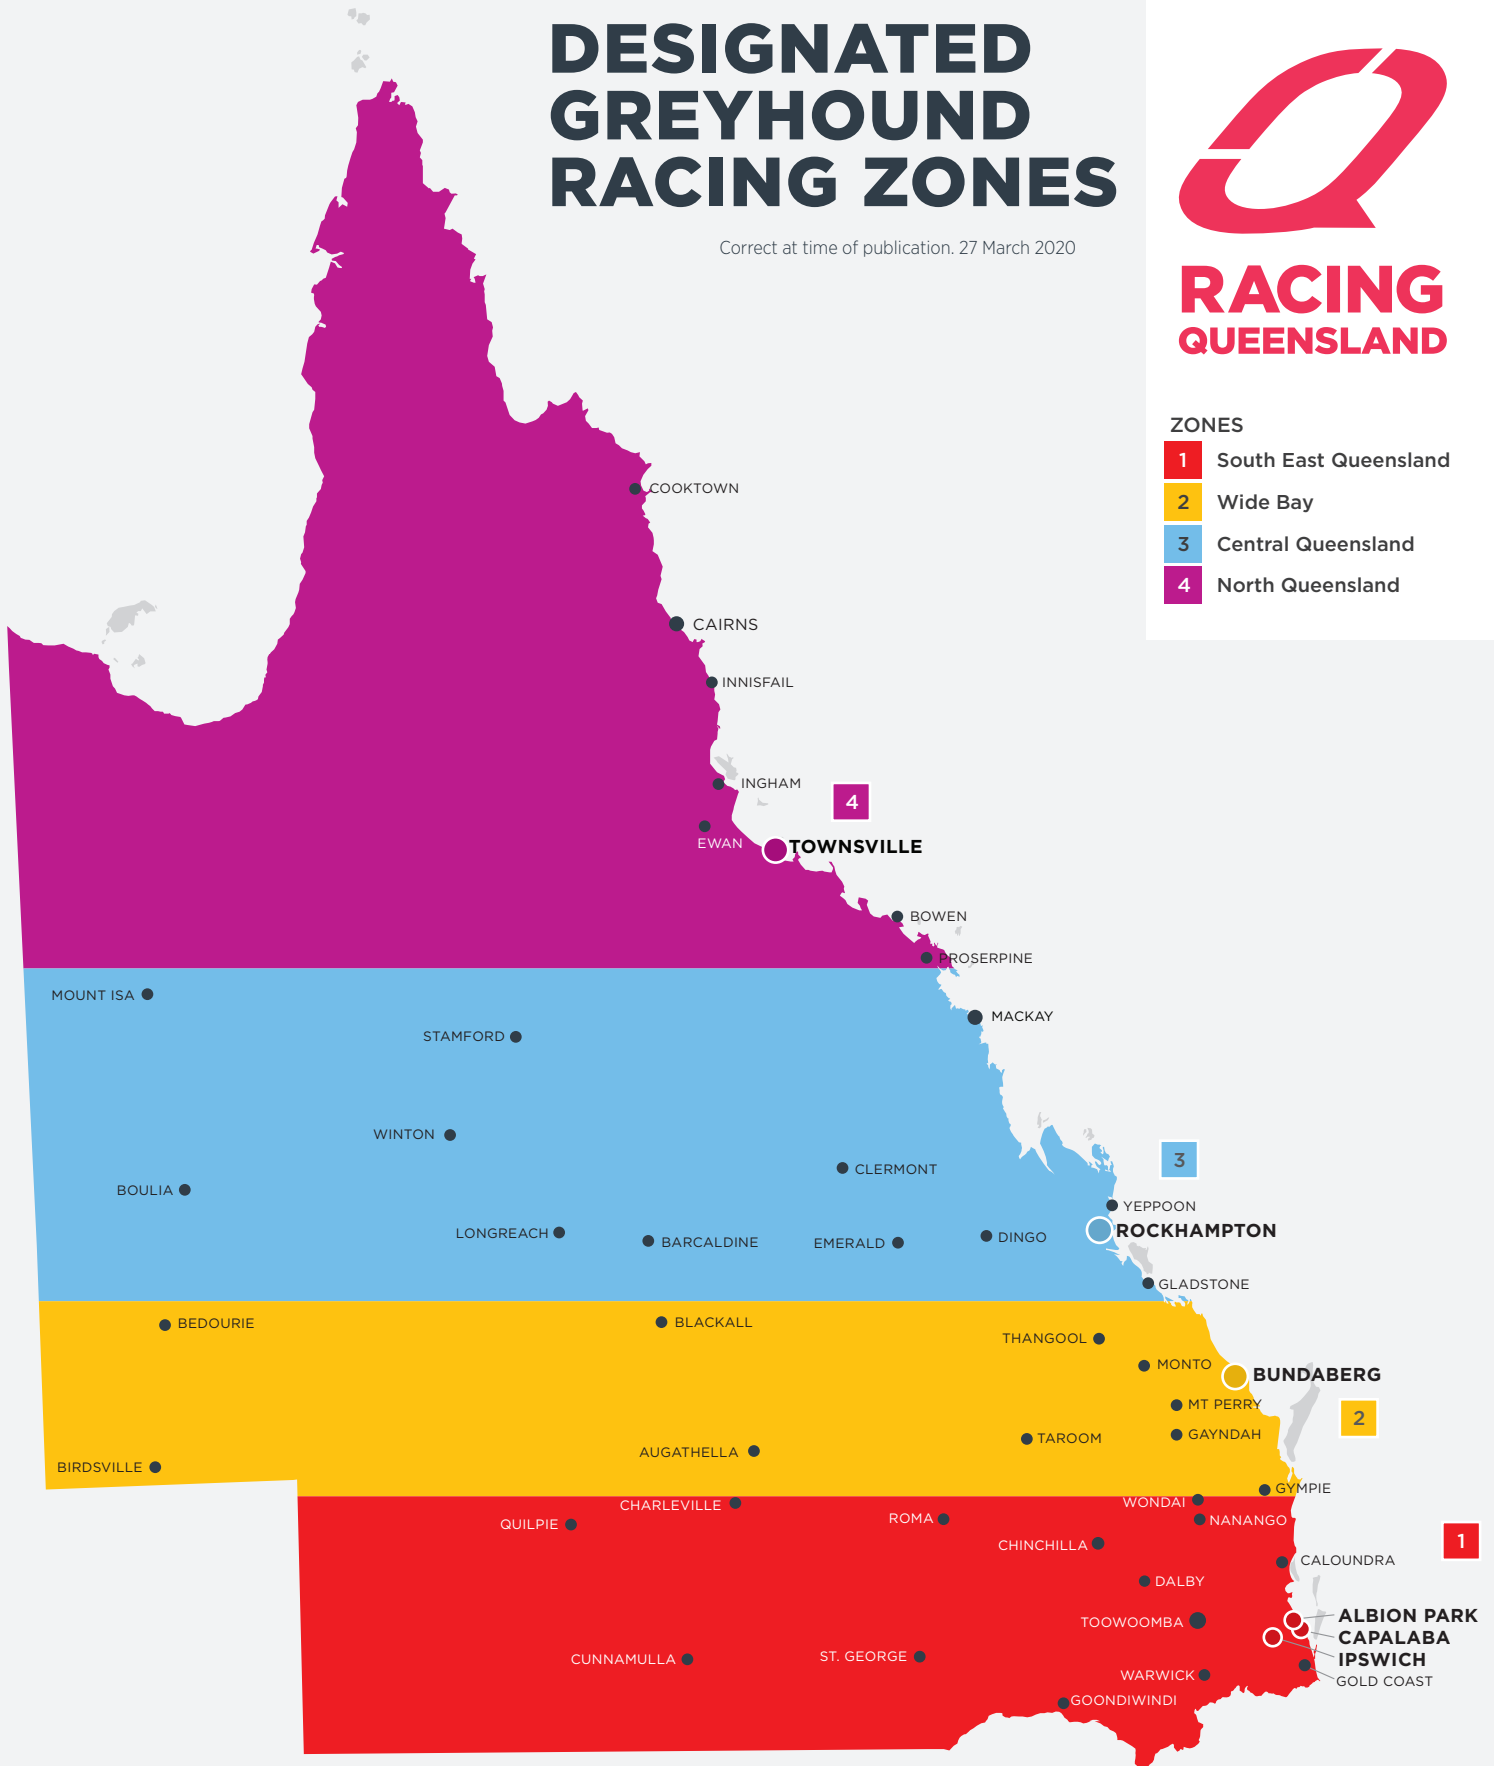 DESIGNATED
GREYHOUND
RACING ZONES
Correct at time of publication. 27 March 2020
RACING
QUEENSLAND
ZONES
1 South East Queensland
2 Wide Bay
3 Central Queensland
4 North Queensland
COOKTOWN
CAIRNS
INNISFAIL
INGHAM
4
EWAN
TOWNSVILLE
BOWEN
PROSERPINE
MOUNT ISA
MACKAY
STAMFORD
WINTON
3
CLERMONT
BOULIA
YEPPOON
ROCKHAMPTON
LONGREACH
BARCALDINE
EMERALD
DINGO
GLADSTONE
BEDOURIE
BLACKALL
THANGOOL
MONTO
BUNDABERG
MT PERRY
2
GAYNDAH
TAROOM
AUGATHELLA
BIRDSVILLE
GYMPIE
WONDAI
CHARLEVILLE
ROMA
NANANGO
QUILPIE
1
CHINCHILLA
CALOUNDRA
DALBY
ALBION PARK
TOOWOOMBA
CAPALABA
ST. GEORGE
CUNNAMULLA
IPSWICH
WARWICK
GOLD COAST
GOONDIWINDI